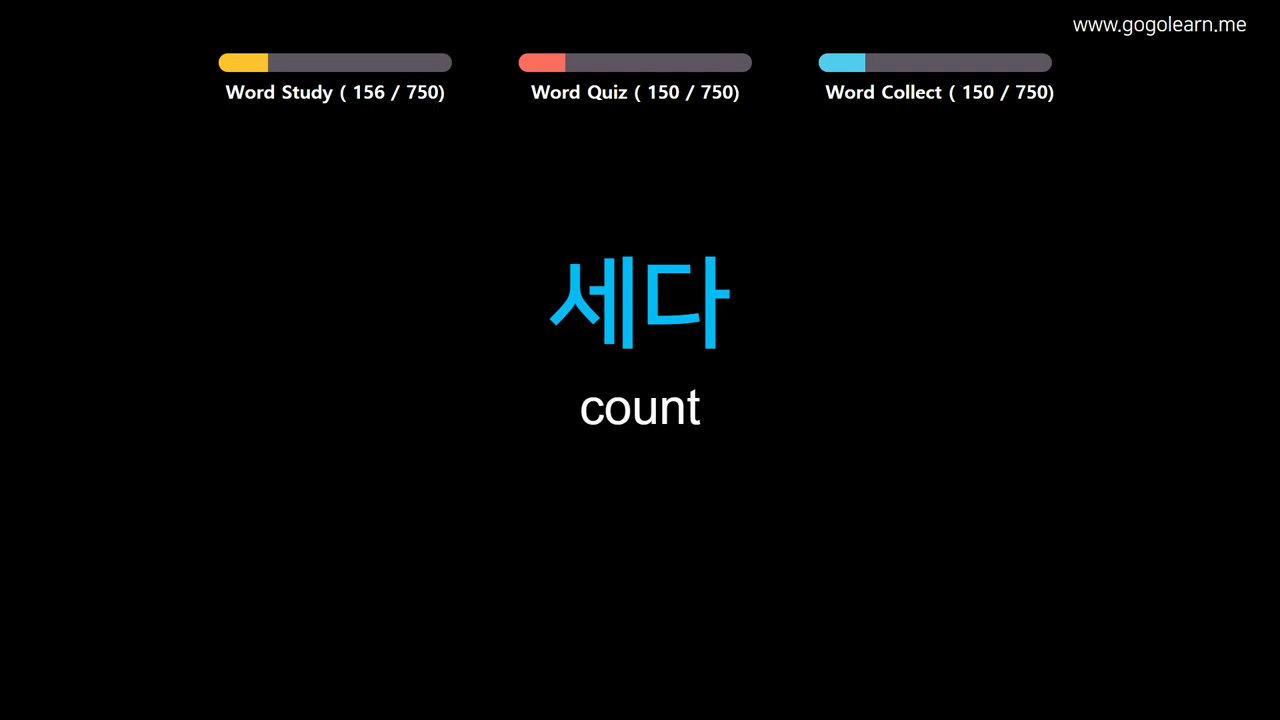 www.gogolearn.me
Word Study ( 156 / 750)
Word Quiz ( 150 / 750)
Word Collect ( 150 / 750)
세다
count